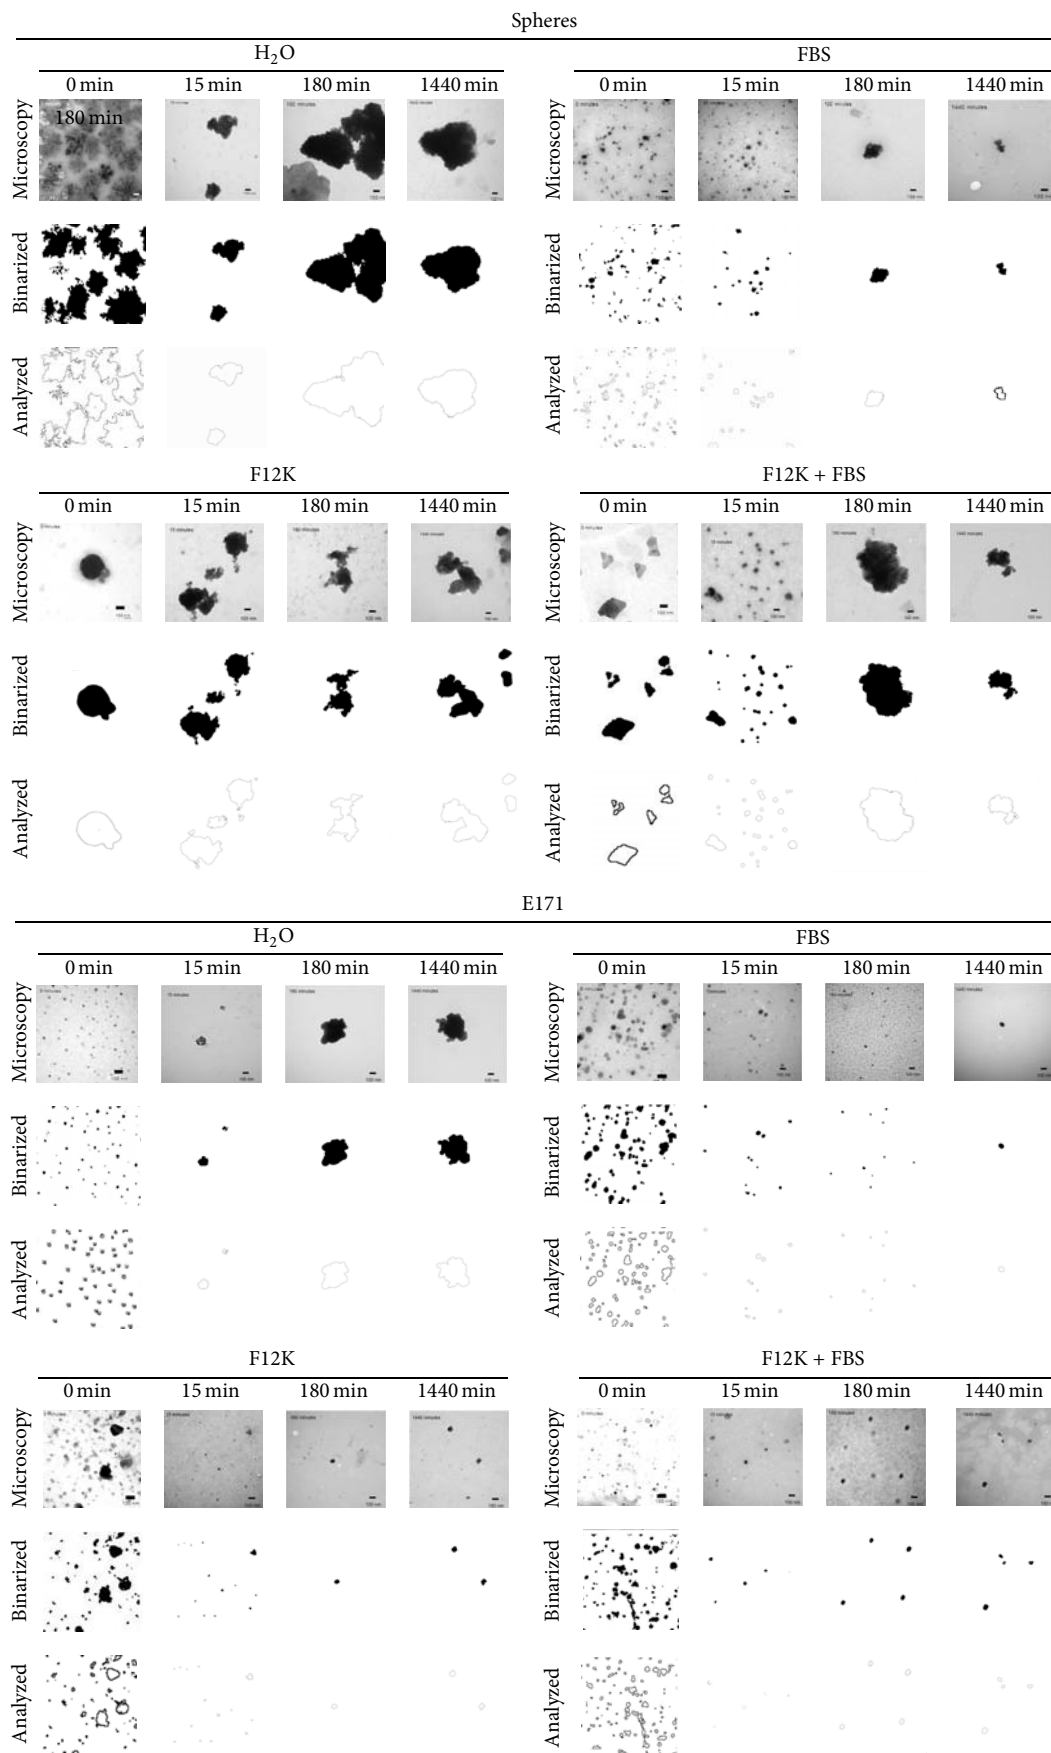 Spheres
H₂O
FBS
0 min 15 min 180 min 1440 min
0 min 15 min 180 min 1440 min
Microscopy
180 min
Microscopy
Binarized
Binarized
Analyzed
Analyzed
F12K
F12K + FBS
0 min 15 min 180 min 1440 min
0 min 15 min 180 min 1440 min
Microscopy
Microscopy
Binarized
Binarized
Analyzed
Analyzed
E171
H₂O
FBS
0 min 15 min 180 min 1440 min
0 min 15 min 180 min 1440 min
Microscopy
Microscopy
Binarized
Binarized
Analyzed
Analyzed
F12K
F12K + FBS
0 min 15 min 180 min 1440 min
0 min 15 min 180 min 1440 min
Microscopy
Microscopy
Binarized
Binarized
Analyzed
Analyzed